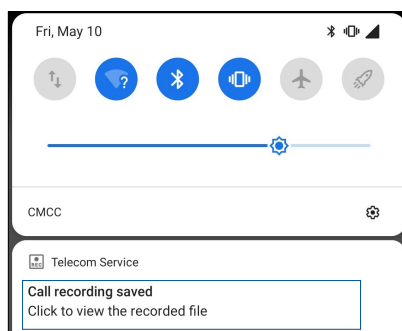 Fri, May 10
?
CMCC
REC Telecom Service
Call recording saved
Click to view the recorded file